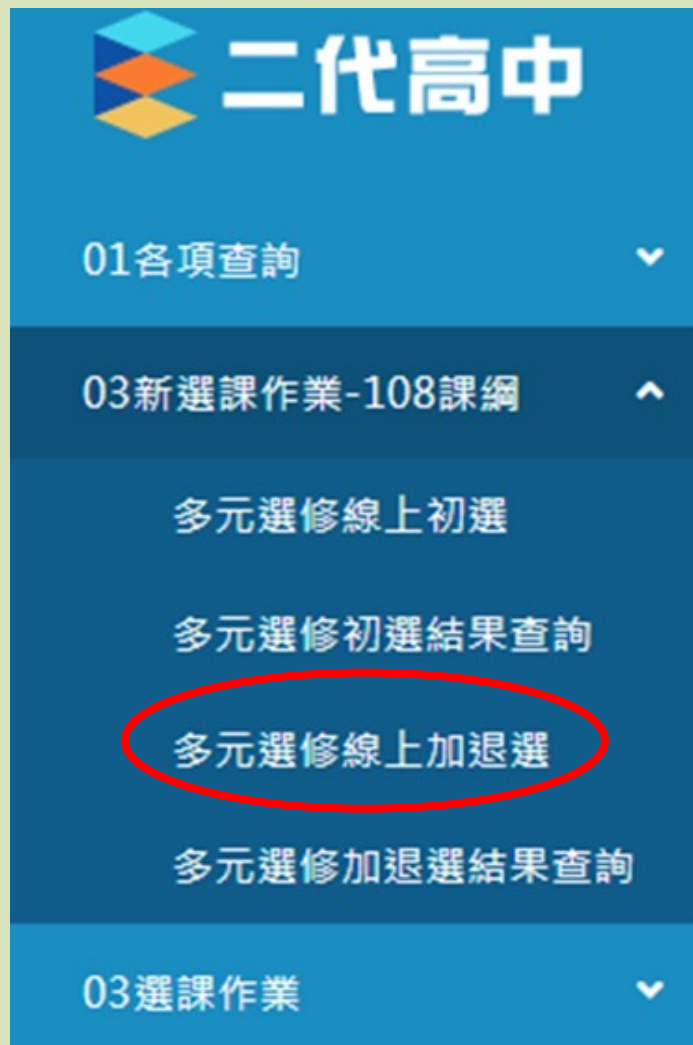 二代高中
01各項查詢
03新選課作業-108課綱
多元選修線上初選
多元選修初選結果查詢
多元選修線上加退選
多元選修加退選結果查詢
03選課作業